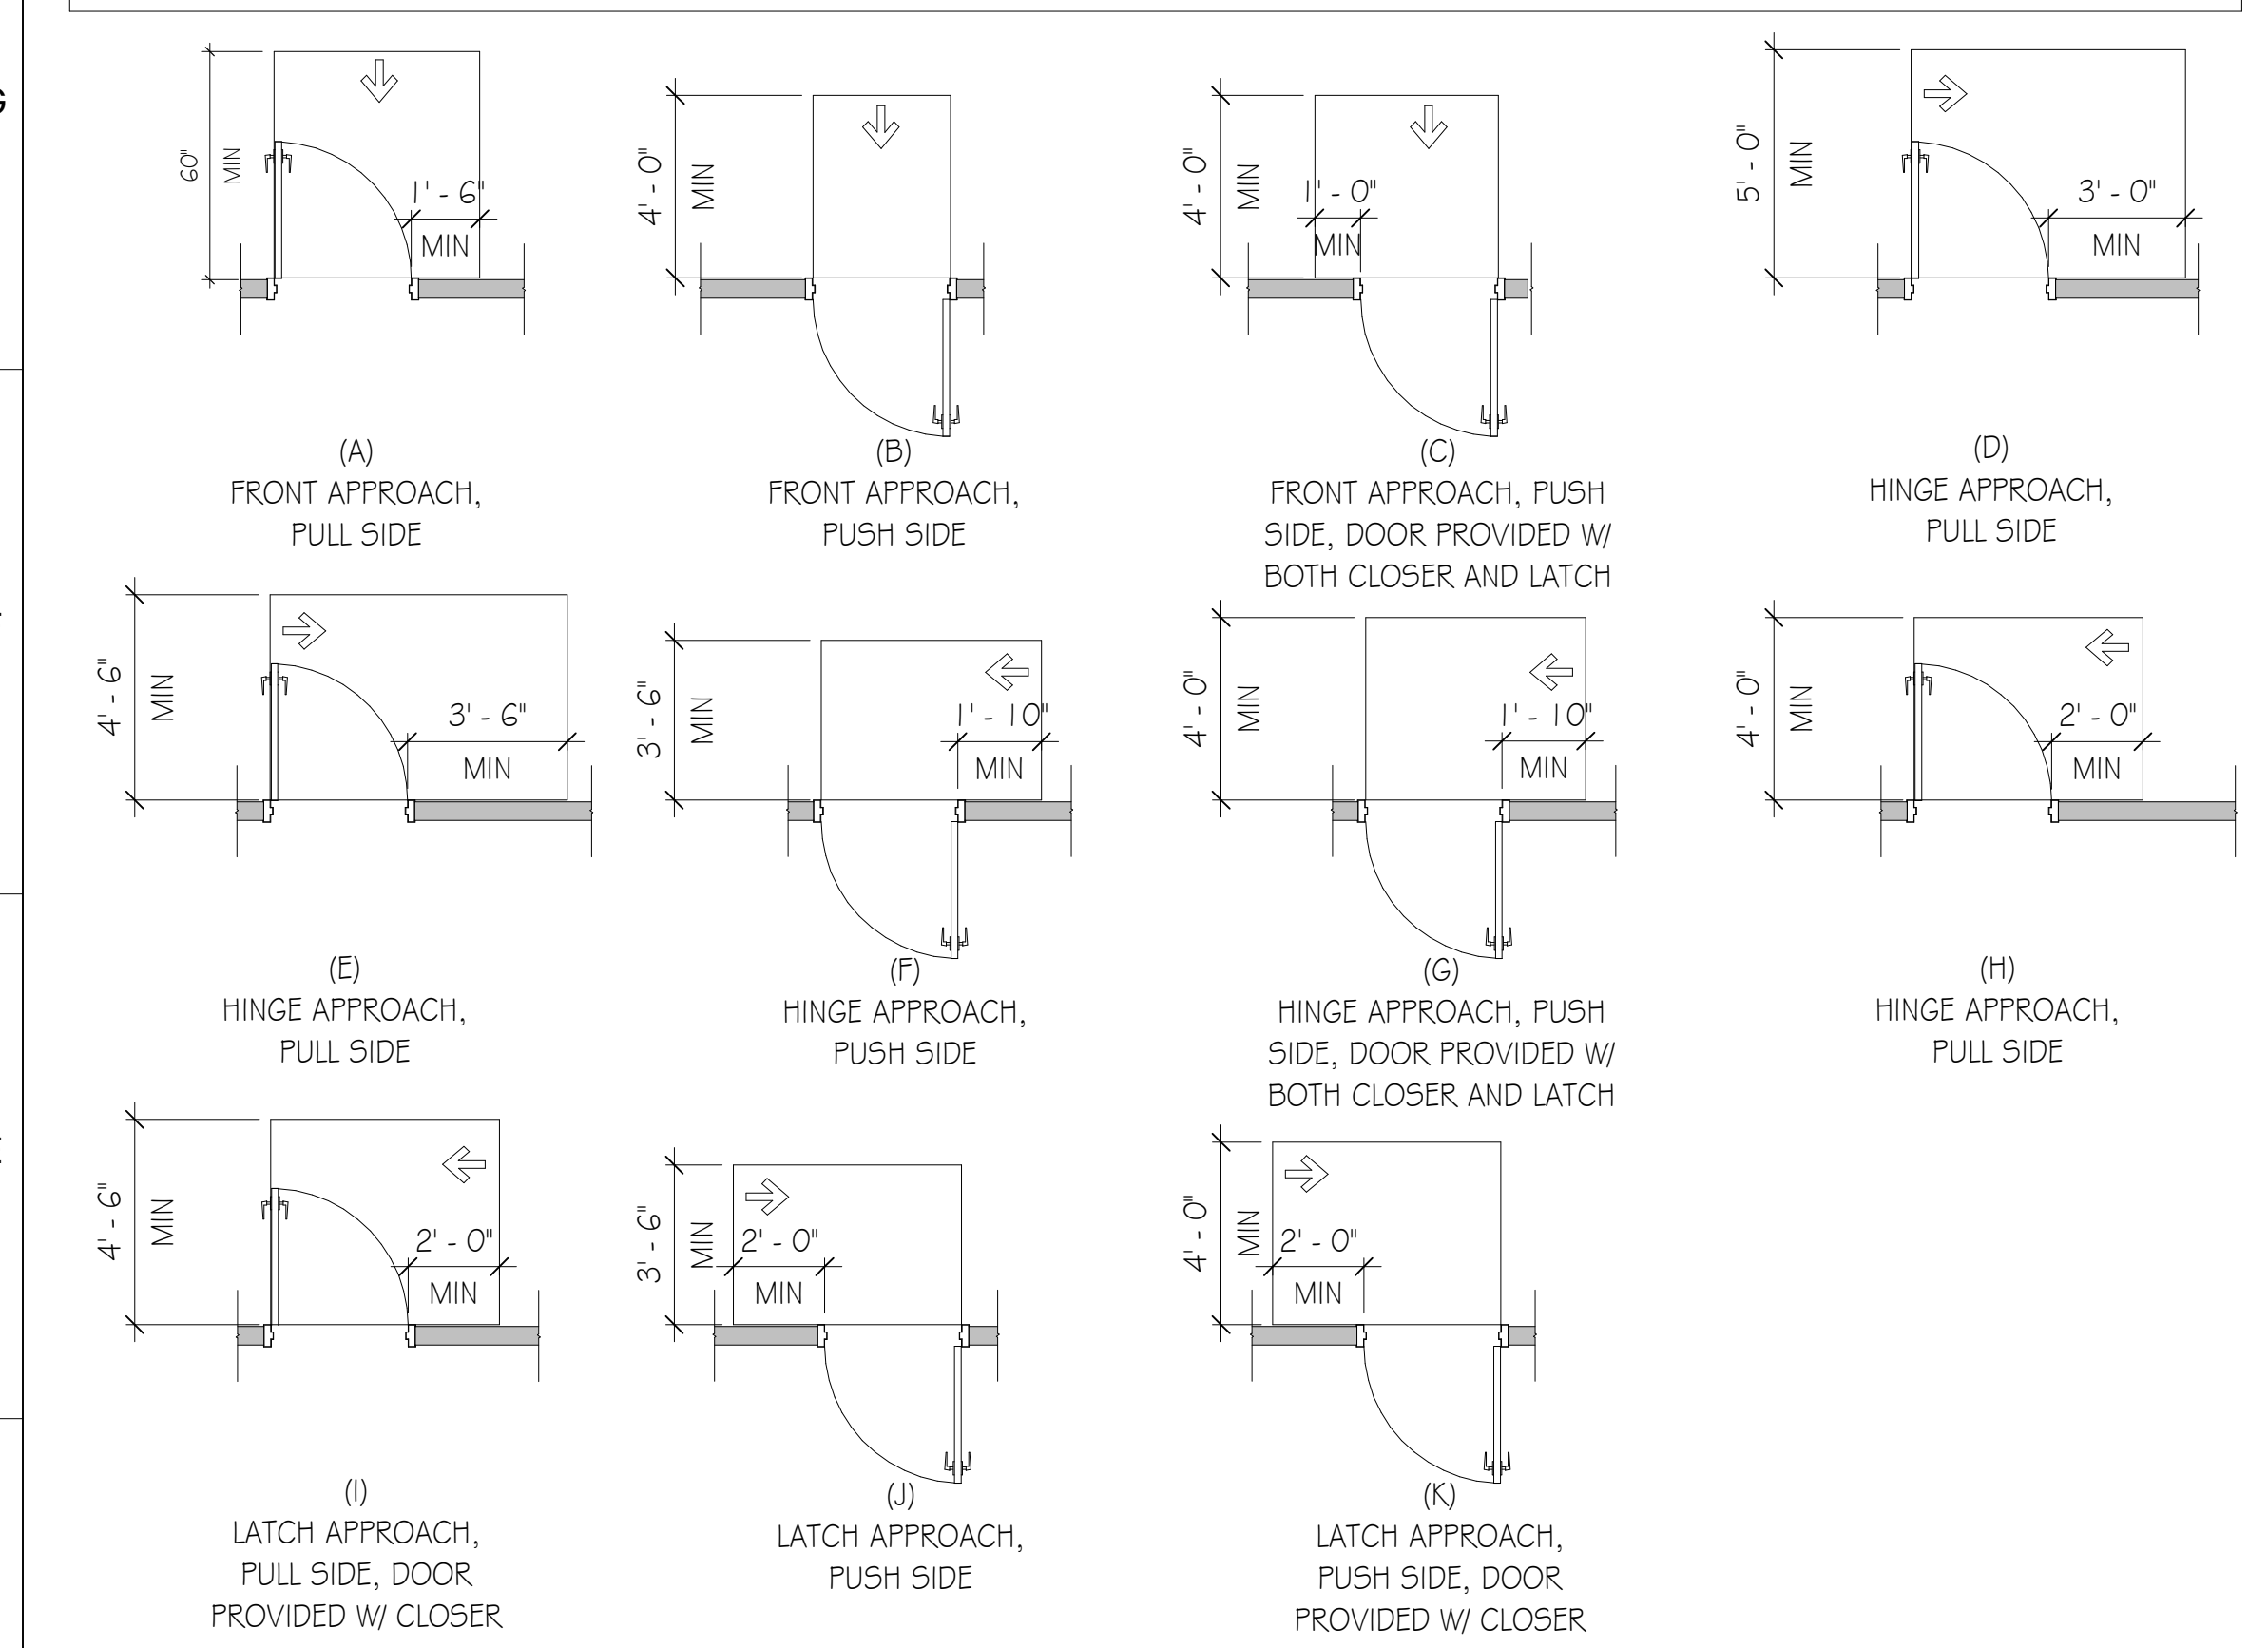 60"
MIN
1' - 6"
MIN
(A)
FRONT APPROACH,
PULL SIDE
4' - 0"
MIN
(B)
FRONT APPROACH,
PUSH SIDE
4' - 0"
MIN
1' - 0"
MIN
(C)
FRONT APPROACH, PUSH
SIDE, DOOR PROVIDED W/
BOTH CLOSER AND LATCH
5' - 0"
MIN
3' - 0"
MIN
(D)
HINGE APPROACH,
PULL SIDE
4' - 6"
MIN
3' - 6"
MIN
(E)
HINGE APPROACH,
PULL SIDE
3' - 6"
MIN
1' - 10"
MIN
(F)
HINGE APPROACH,
PUSH SIDE
4' - 0"
MIN
1' - 10"
MIN
(G)
HINGE APPROACH, PUSH
SIDE, DOOR PROVIDED W/
BOTH CLOSER AND LATCH
4' - 0"
MIN
2' - 0"
MIN
(H)
HINGE APPROACH,
PULL SIDE
4' - 6"
MIN
2' - 0"
MIN
(I)
LATCH APPROACH,
PULL SIDE, DOOR
PROVIDED W/ CLOSER
3' - 6"
MIN
2' - 0"
MIN
(J)
LATCH APPROACH,
PUSH SIDE
4' - 0"
MIN
2' - 0"
MIN
(K)
LATCH APPROACH,
PUSH SIDE, DOOR
PROVIDED W/ CLOSER